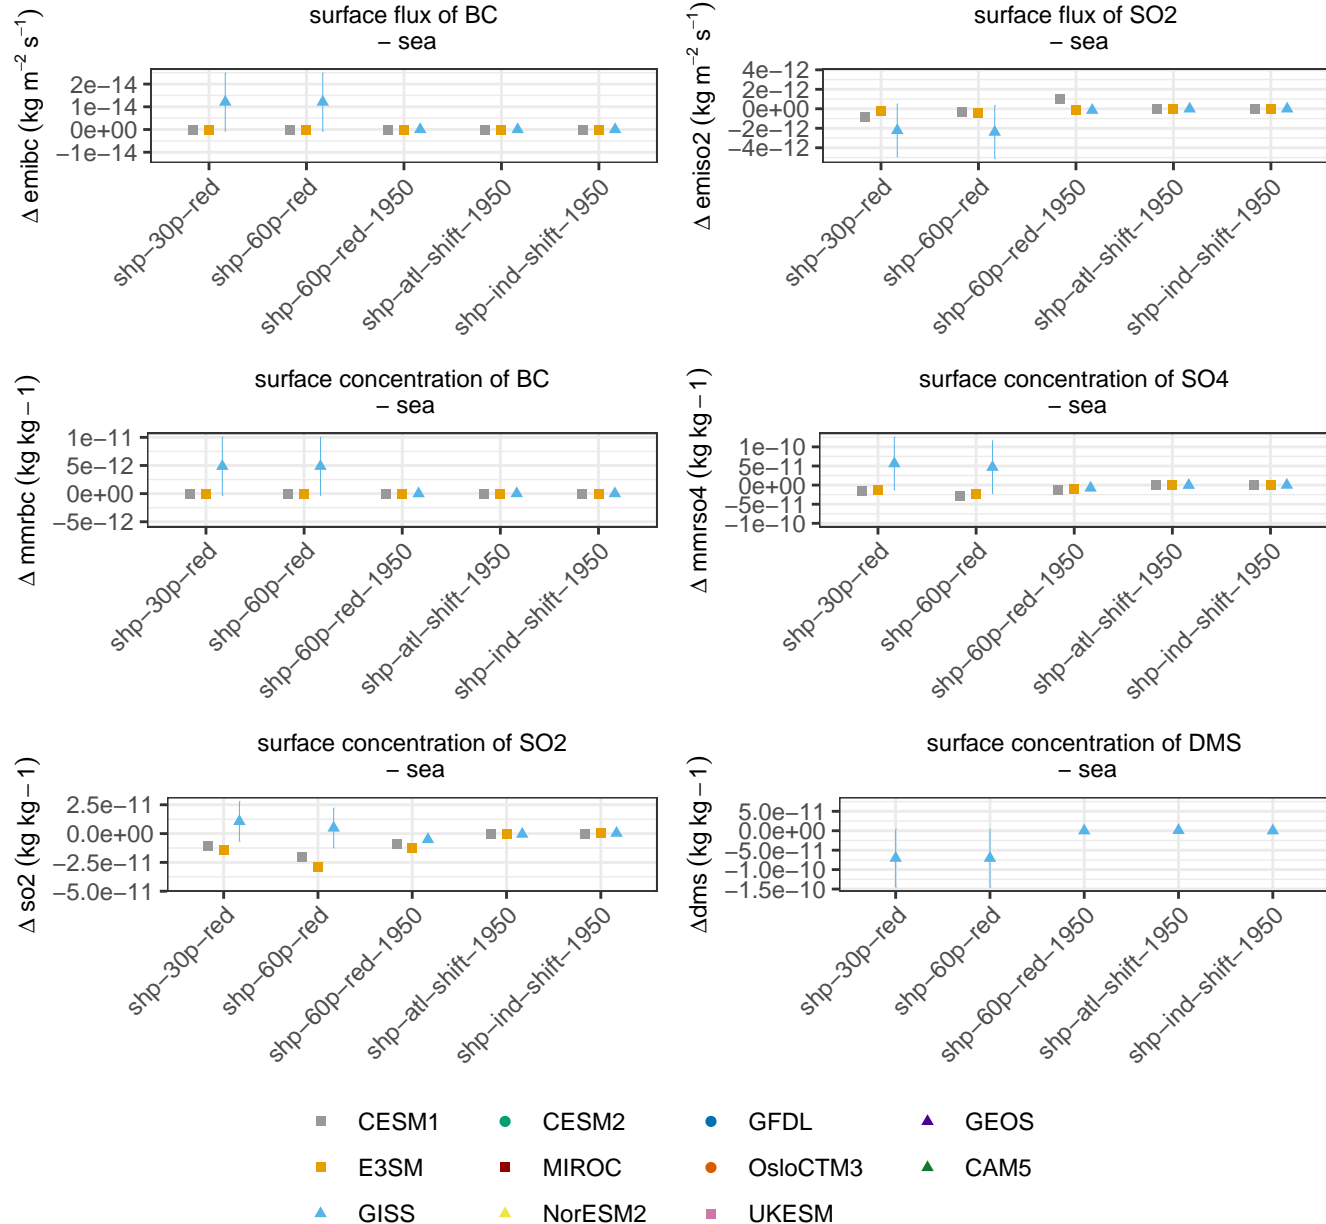 surface flux of BC
– sea
Δ emibc (kg m⁻² s⁻¹)
2e−14
1e−14
0e+00
−1e−14
shp−30p−red
shp−60p−red
shp−60p−red−1950
shp−atl−shift−1950
shp−ind−shift−1950
surface flux of SO2
– sea
Δ emiso2 (kg m⁻² s⁻¹)
4e−12
2e−12
0e+00
−2e−12
−4e−12
shp−30p−red
shp−60p−red
shp−60p−red−1950
shp−atl−shift−1950
shp−ind−shift−1950
surface concentration of BC
– sea
Δ mmrbc (kg kg − 1)
1e−11
5e−12
0e+00
−5e−12
shp−30p−red
shp−60p−red
shp−60p−red−1950
shp−atl−shift−1950
shp−ind−shift−1950
surface concentration of SO4
– sea
Δ mmrso4 (kg kg − 1)
1e−10
5e−11
0e+00
−5e−11
−1e−10
shp−30p−red
shp−60p−red
shp−60p−red−1950
shp−atl−shift−1950
shp−ind−shift−1950
surface concentration of SO2
– sea
Δ so2 (kg kg − 1)
2.5e−11
0.0e+00
−2.5e−11
−5.0e−11
shp−30p−red
shp−60p−red
shp−60p−red−1950
shp−atl−shift−1950
shp−ind−shift−1950
surface concentration of DMS
– sea
Δdms (kg kg − 1)
5.0e−11
0.0e+00
−5.0e−11
−1.0e−10
−1.5e−10
shp−30p−red
shp−60p−red
shp−60p−red−1950
shp−atl−shift−1950
shp−ind−shift−1950
CESM1 CESM2 GFDL GEOS
E3SM MIROC OsloCTM3 CAM5
GISS NorESM2 UKESM